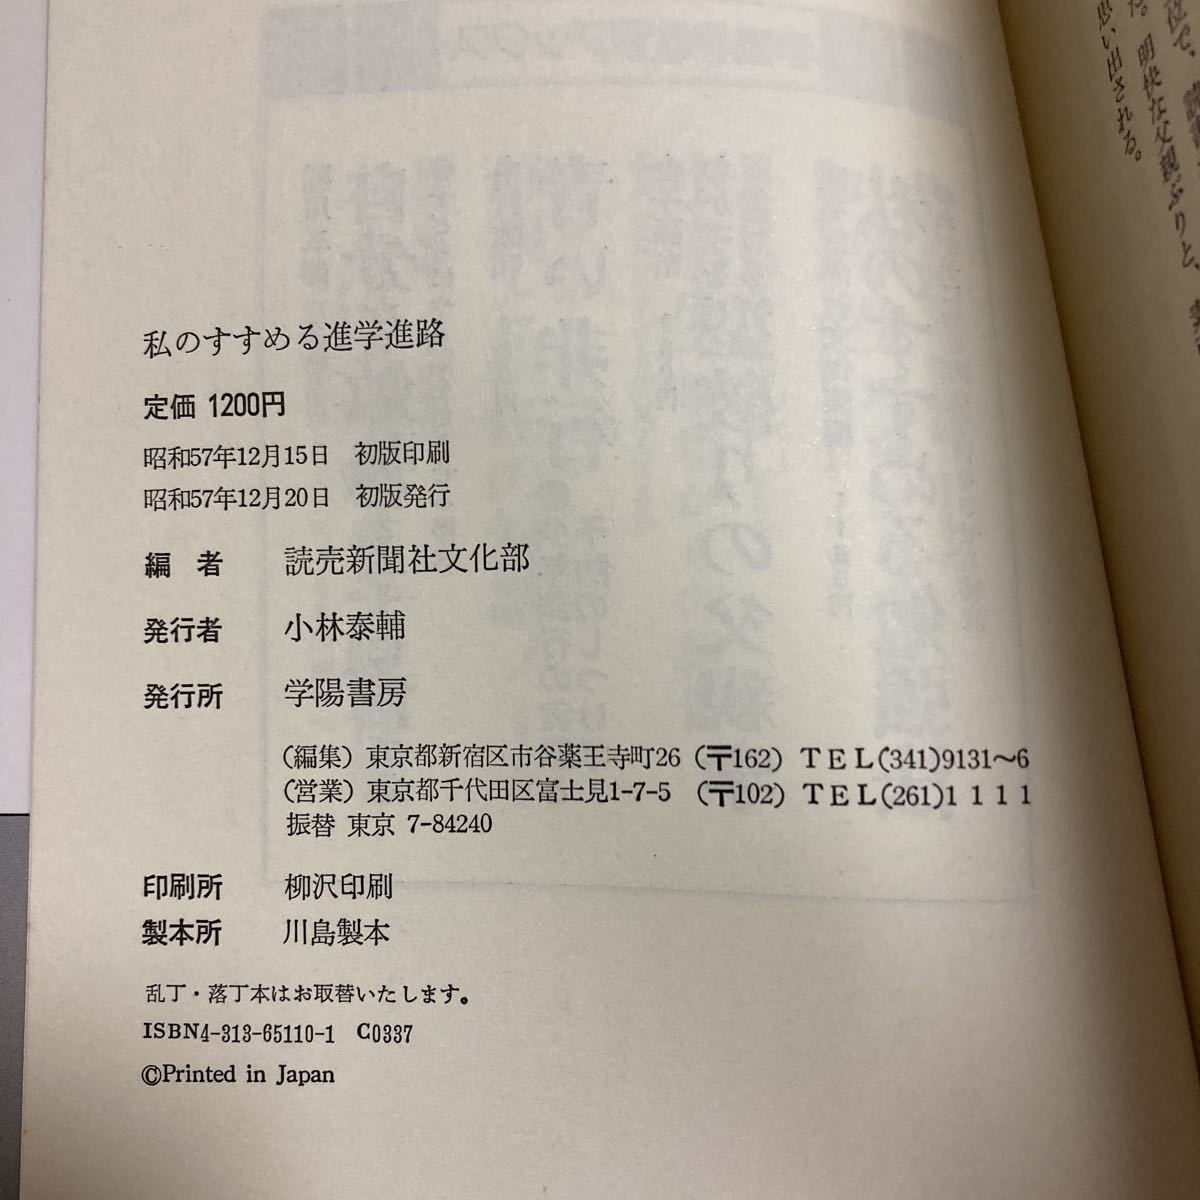 私のすすめる進学進路
定価 1200円
昭和57年12月15日 初版印刷
昭和57年12月20日 初版発行
編者 読売新聞社文化部
発行者 小林泰輔
発行所 学陽書房
(編集) 東京都新宿区市谷薬王寺町26 (〒162) TEL(341)9131〜6
(営業) 東京都千代田区富士見1-7-5 (〒102) TEL(261)1111
振替 東京 7-84240
印刷所 柳沢印刷
製本所 川島製本
乱丁・落丁本はお取替いたします。
ISBN4-313-65110-1 C0337
©Printed in Japan
明快な父親ぶりと、
思い出される。